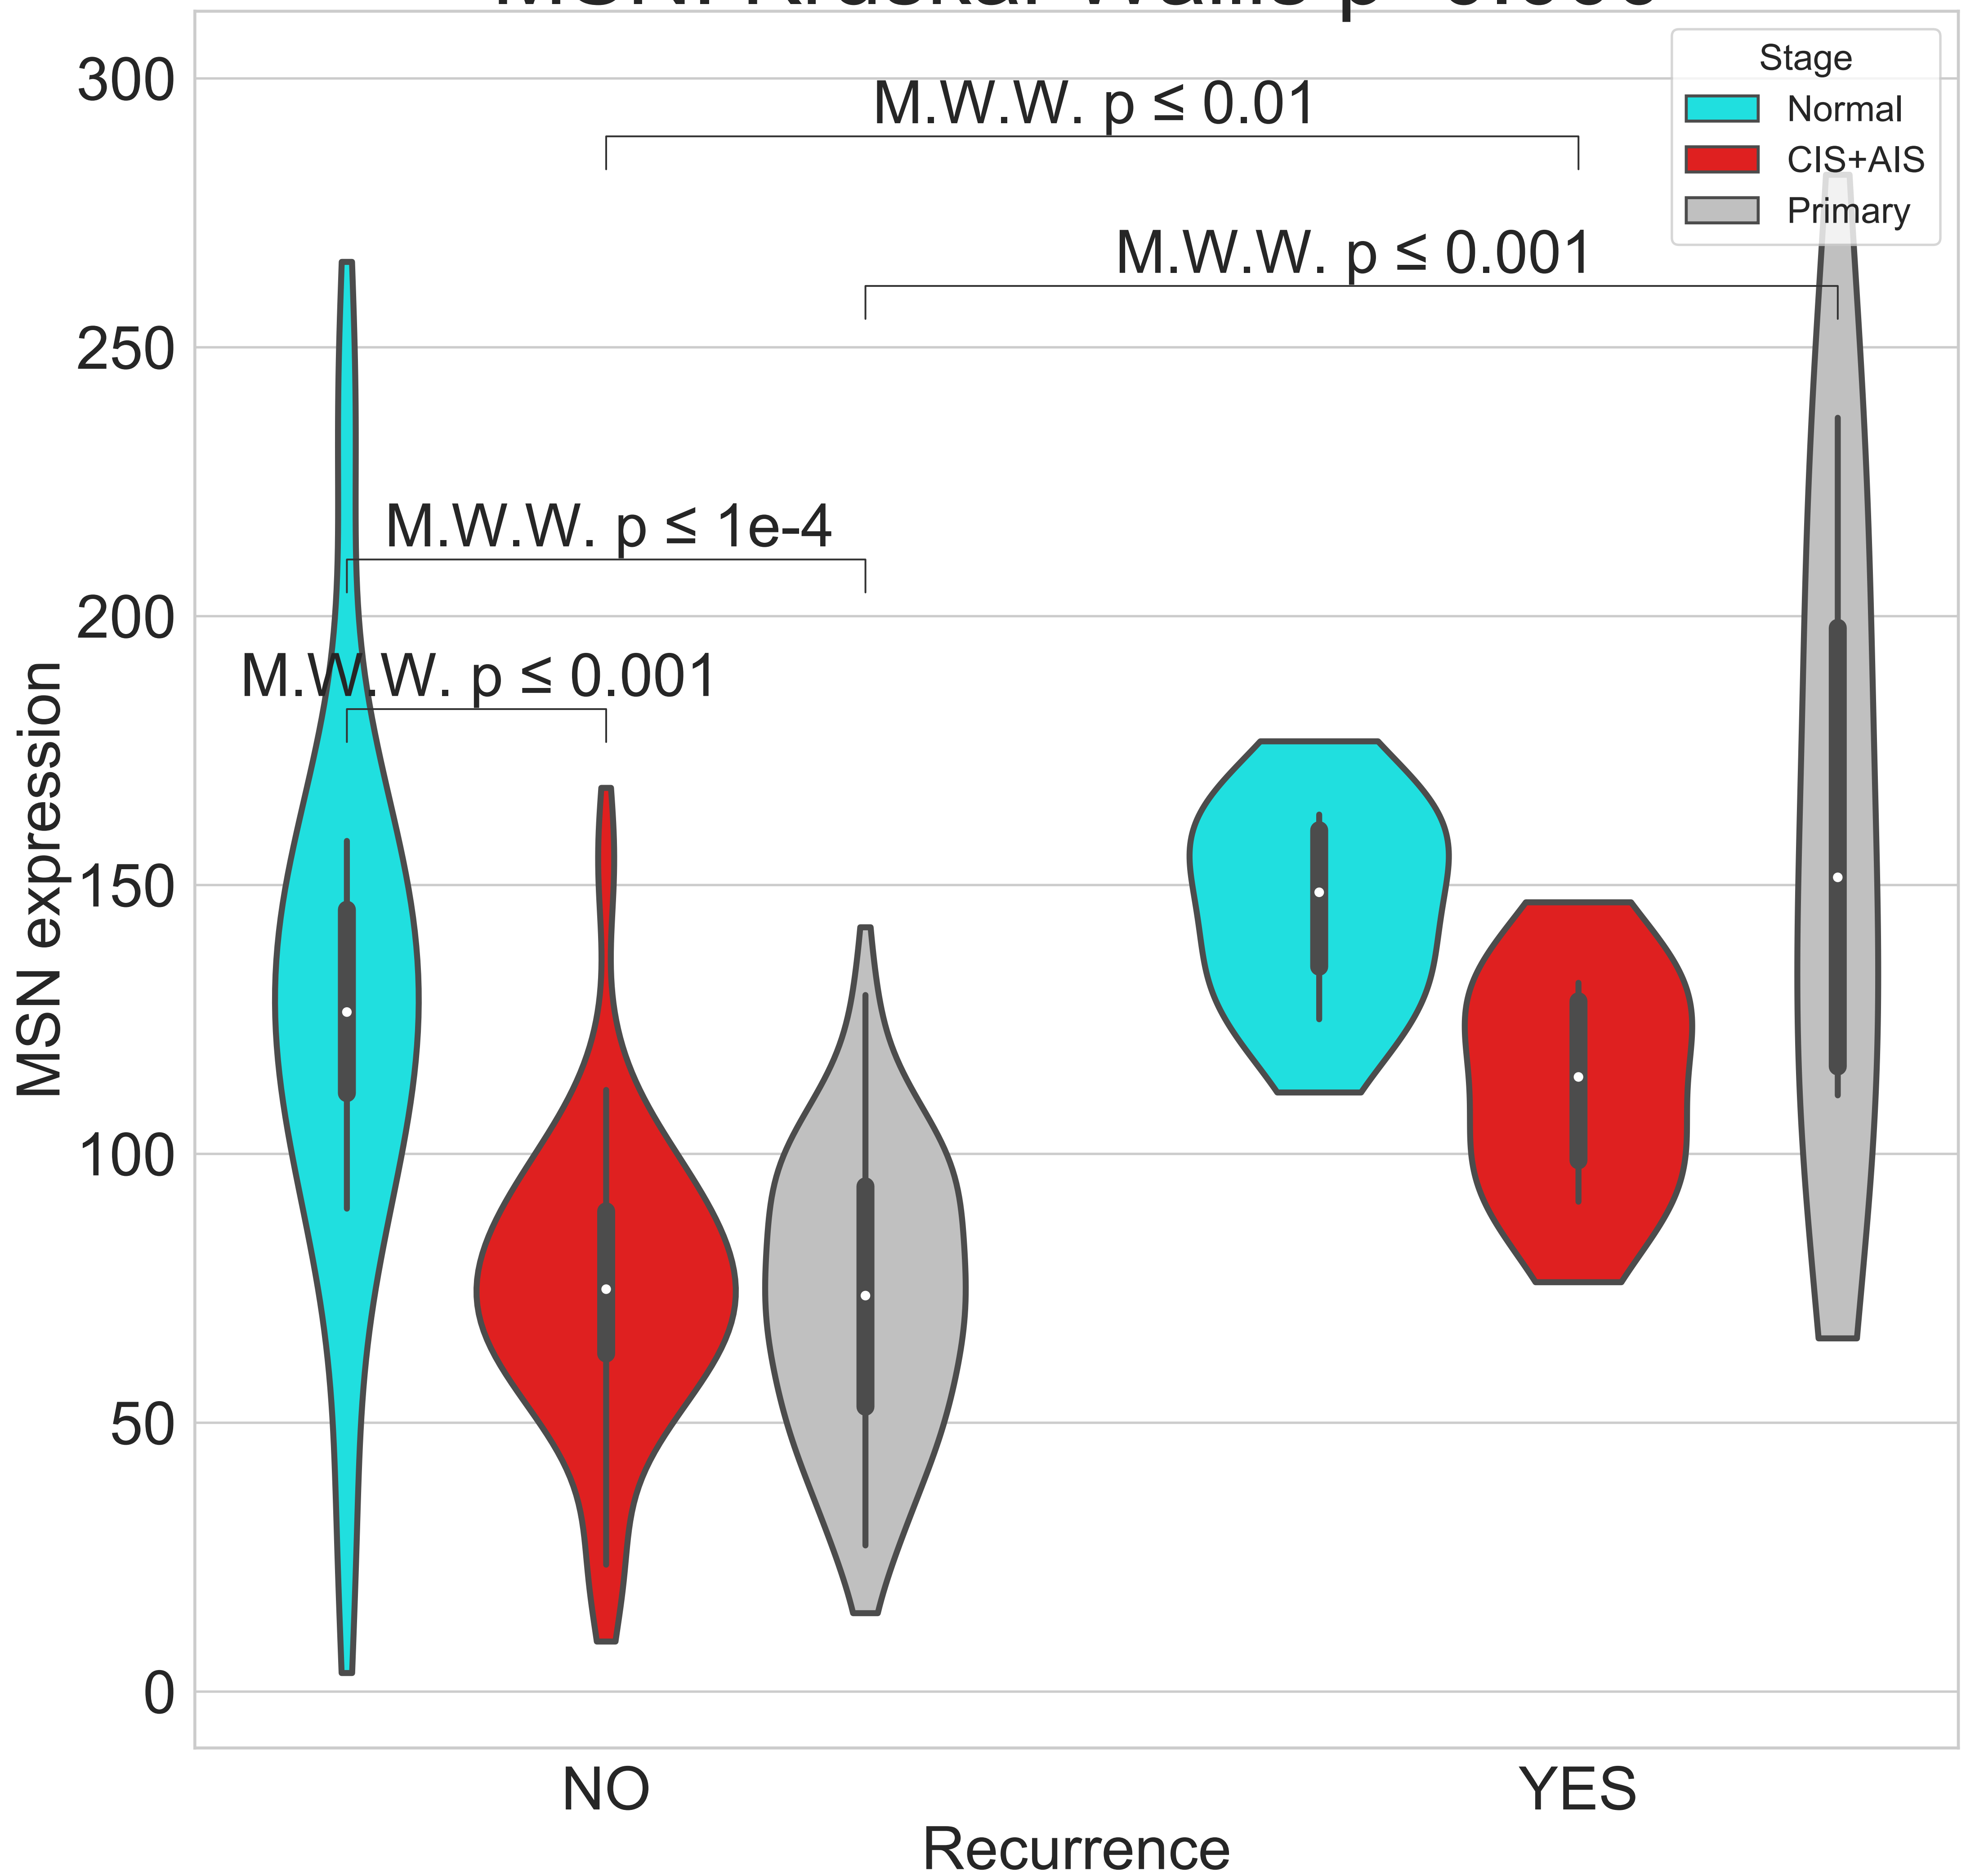 Stage
Normal
CIS+AIS
Primary
300
250
200
150
100
50
0
MSN expression
M.W.W. p ≤ 0.01
M.W.W. p ≤ 0.001
M.W.W. p ≤ 1e-4
M.W.W. p ≤ 0.001
NO
YES
Recurrence